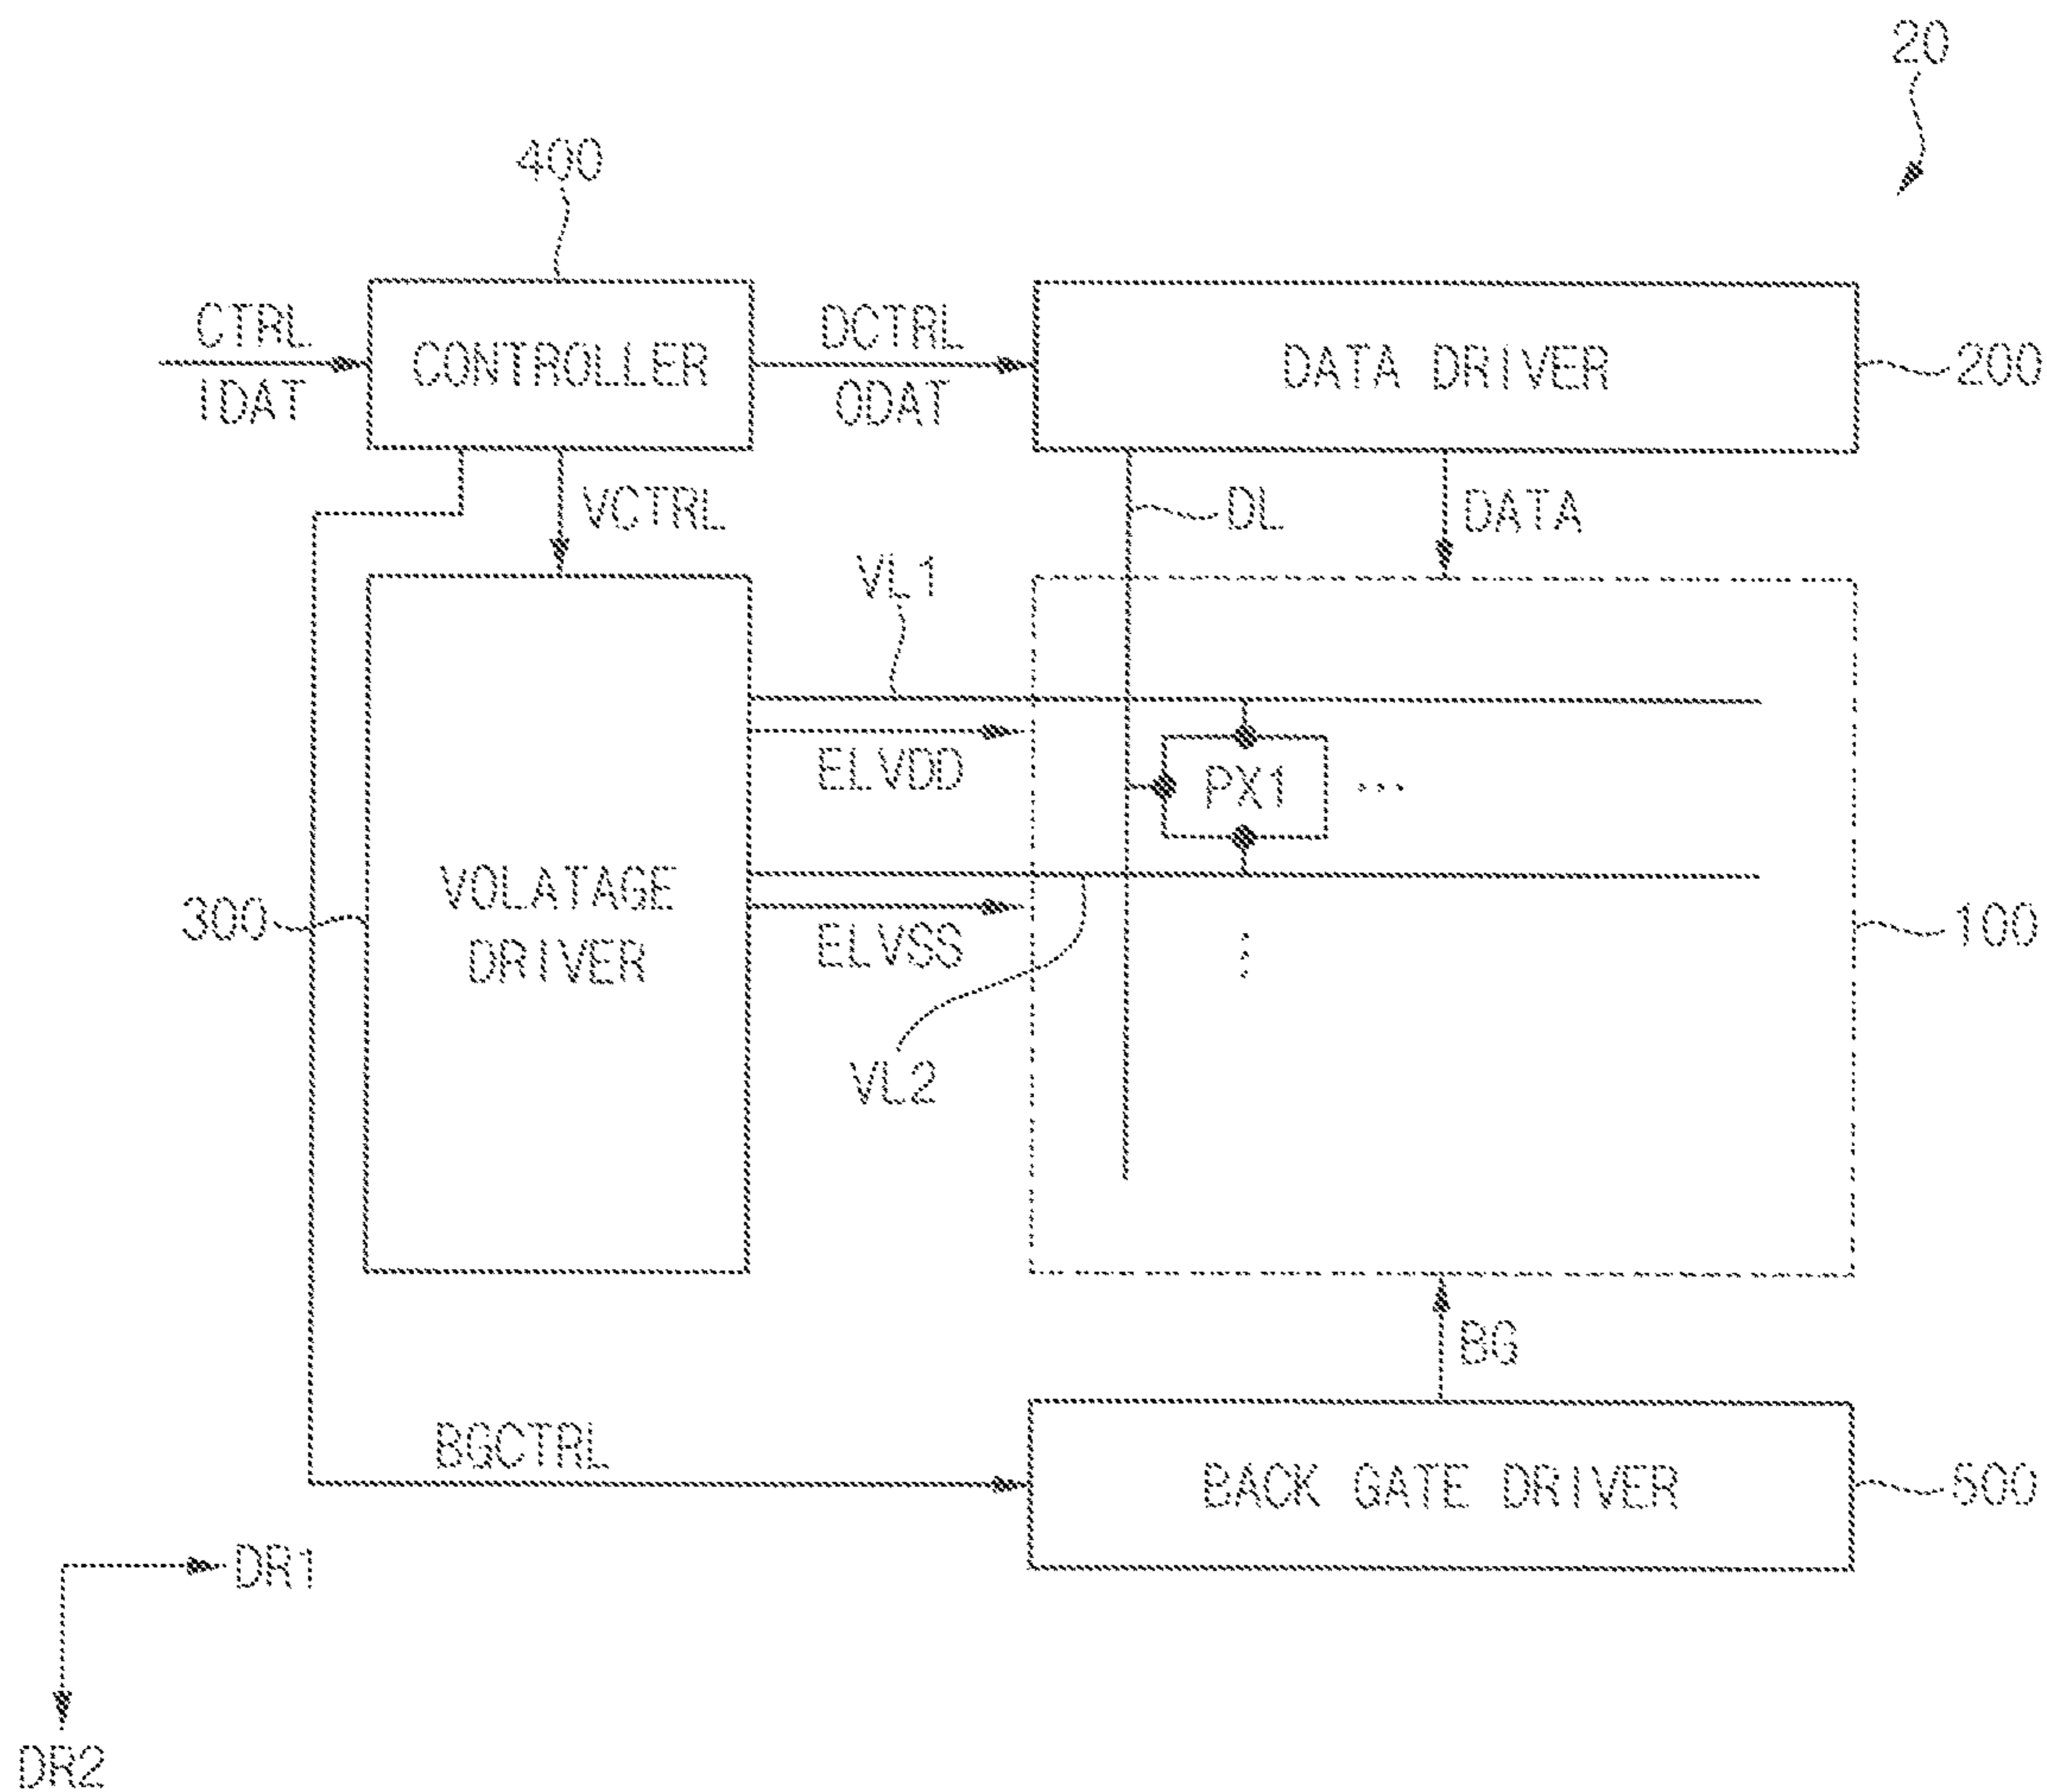 20
400
CTRL
IDAT
CONTROLLER
DCTRL
ODAT
DATA DRIVER
200
VCTRL
DL
DATA
VL1
ELVDD
PX1
...
VOLATAGE
DRIVER
300
ELVSS
100
VL2
BG
BGCTRL
BACK GATE DRIVER
500
DR1
DR2